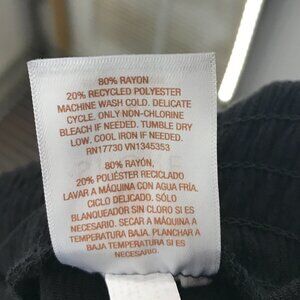 80% RAYON
20% RECYCLED POLYESTER
MACHINE WASH COLD. DELICATE
CYCLE. ONLY NON-CHLORINE
BLEACH IF NEEDED. TUMBLE DRY
LOW. COOL IRON IF NEEDED.
RN17730 VN1345353
80% RAYÓN,
20% POLIÉSTER RECICLADO
LAVAR A MÁQUINA CON AGUA FRÍA.
CICLO DELICADO. SÓLO
BLANQUEADOR SIN CLORO SI ES
NECESARIO. SECAR A MÁQUINA A
TEMPERATURA BAJA. PLANCHAR A
BAJA TEMPERATURA SI ES
NECESARIO.